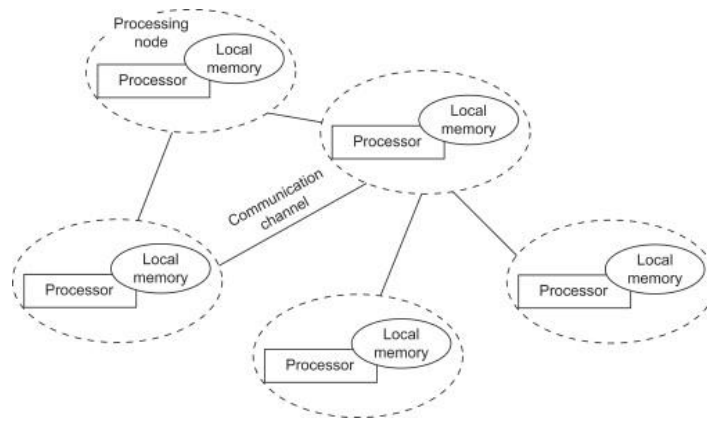 Processing
node
Local
memory
Processor
Local
memory
Processor
Communication
channel
Local
memory
Processor
Local
memory
Processor
Local
memory
Processor